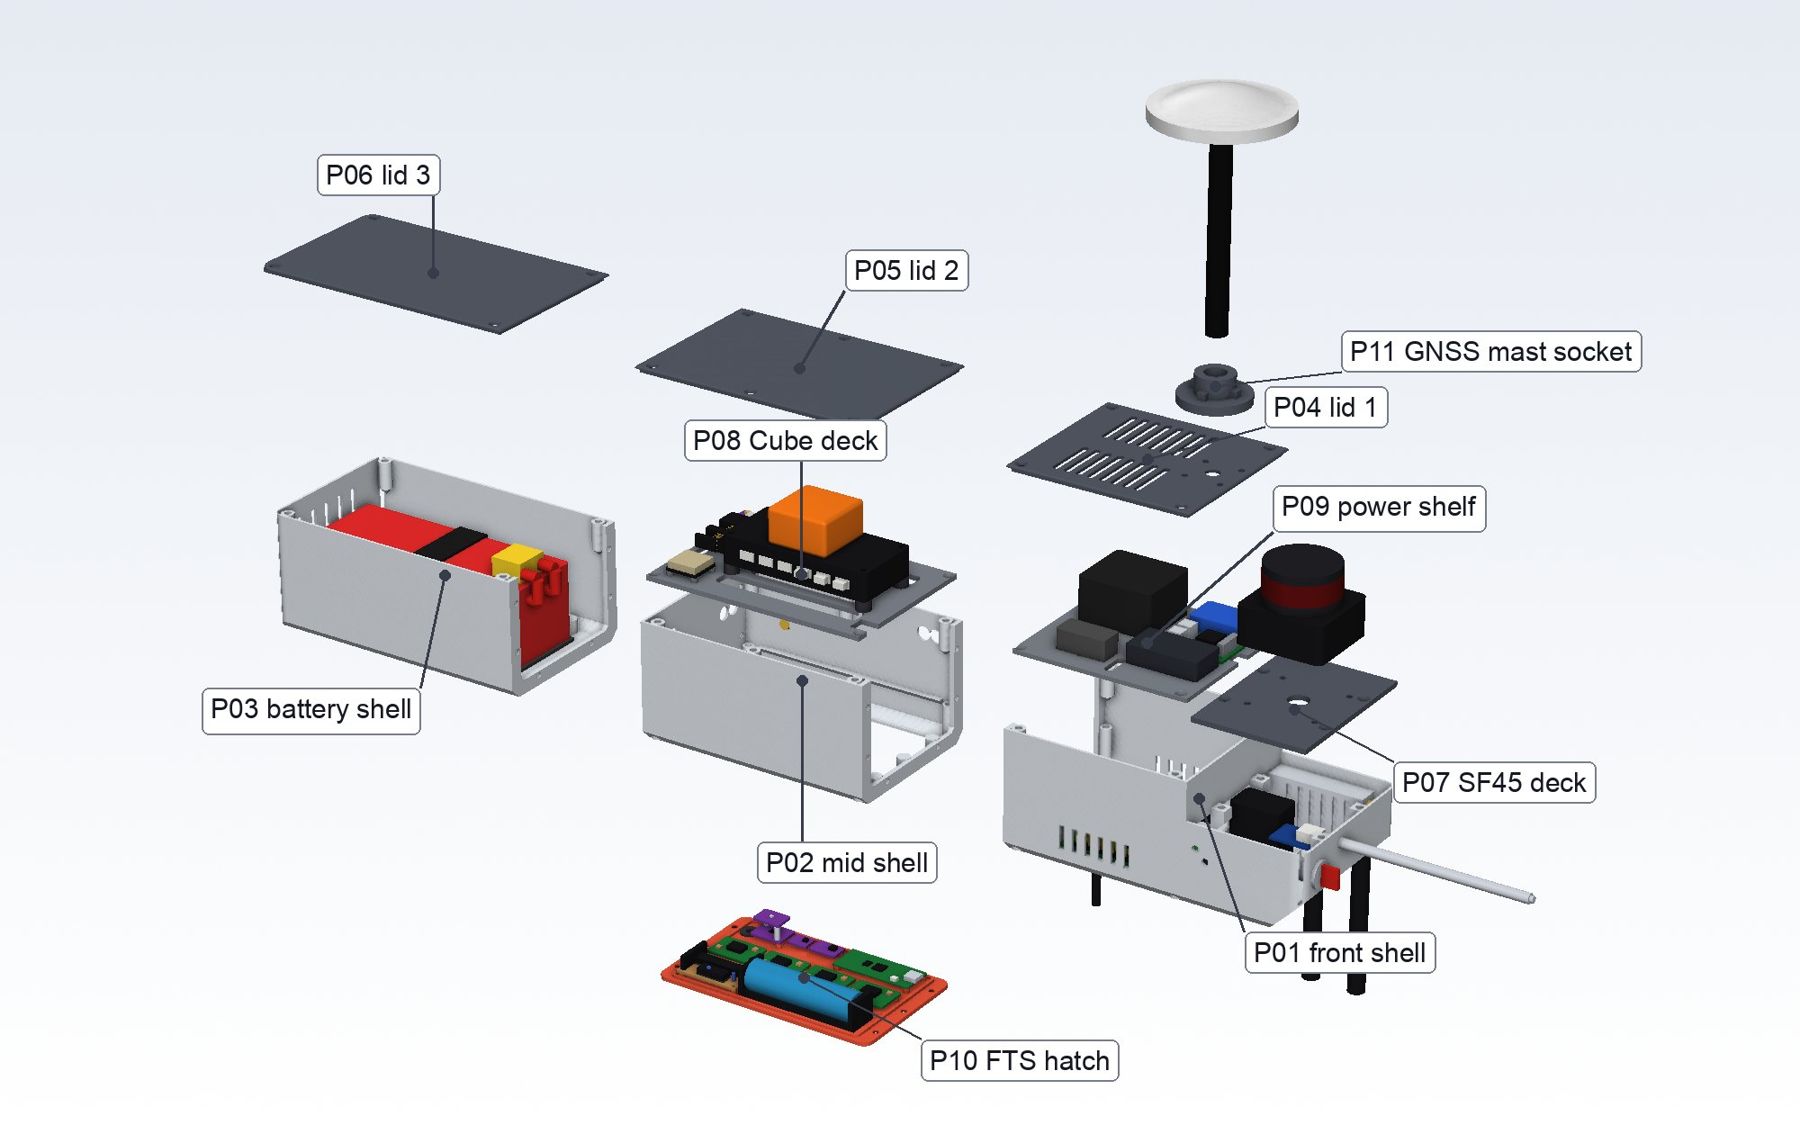 P06 lid 3
P05 lid 2
P11 GNSS mast socket
P04 lid 1
P08 Cube deck
P09 power shelf
P03 battery shell
P07 SF45 deck
P02 mid shell
P01 front shell
P10 FTS hatch